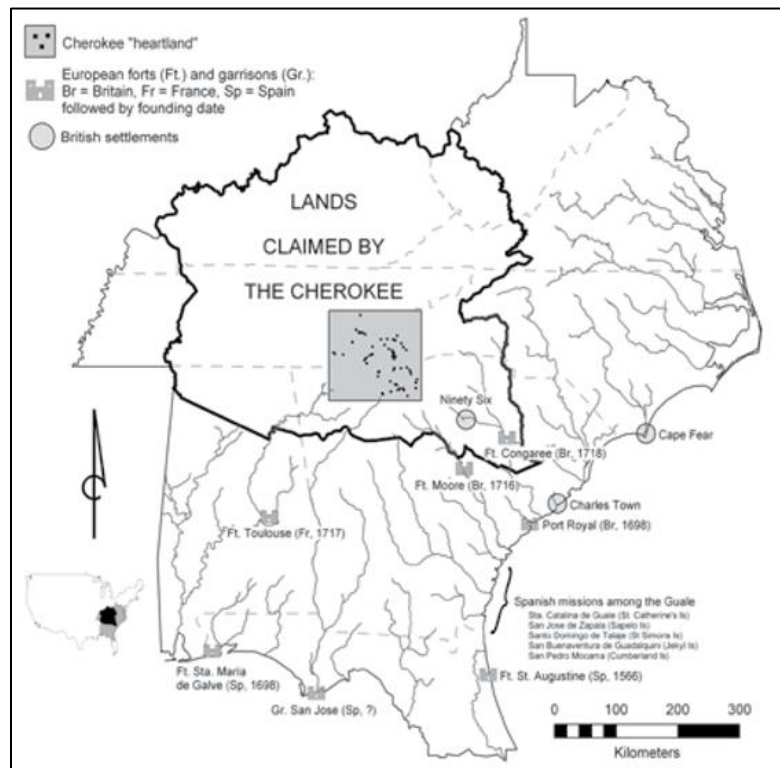 Cherokee "heartland"
European forts (Ft.) and garrisons (Gr.):
Br = Britain, Fr = France, Sp = Spain
followed by founding date
British settlements
LANDS
CLAIMED BY
THE CHEROKEE
Ninety Six
Ft. Congaree (Br, 1718)
Cape Fear
Ft. Moore (Br, 1716)
Charles Town
Port Royal (Br, 1698)
Ft. Toulouse (Fr, 1717)
Spanish missions among the Guale
Sta. Catalina de Guale (St. Catherine's Is)
San Jose de Zapala (Sapelo Is)
Santo Domingo de Talaje (St Simons Is)
San Buenaventura de Guadalquini (Jekyl Is)
San Pedro Mocama (Cumberland Is)
Ft. Sta. Maria
de Galve (Sp, 1698)
Gr. San Jose (Sp, ?)
Ft. St. Augustine (Sp, 1566)
0 100 200 300
Kilometers